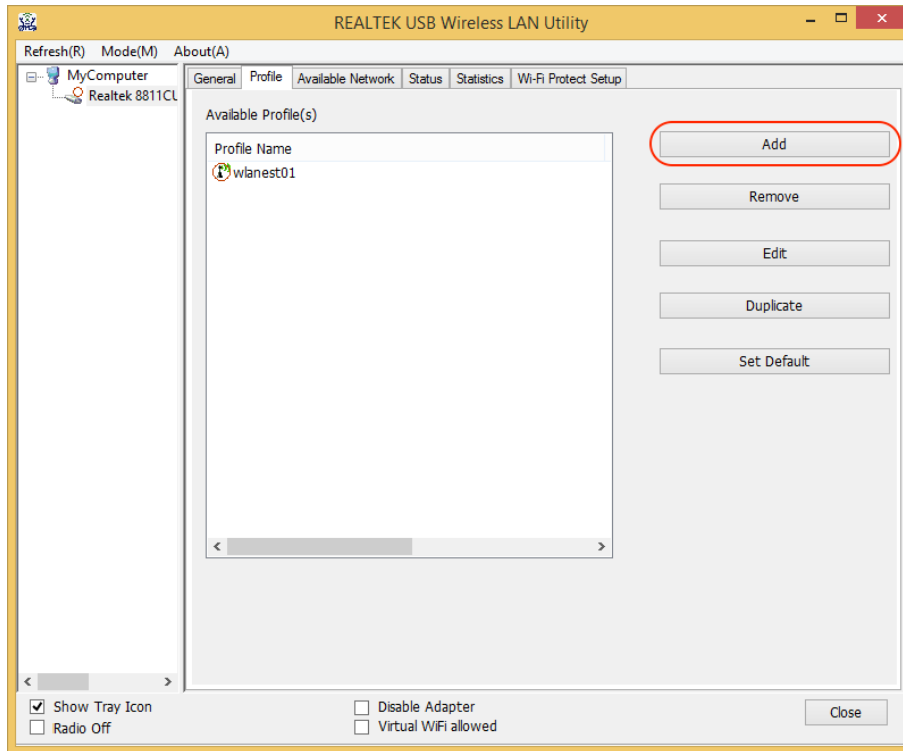 REALTEK USB Wireless LAN Utility
Refresh(R) Mode(M) About(A)
MyComputer
Realtek 8811CU
General Profile Available Network Status Statistics Wi-Fi Protect Setup
Available Profile(s)
Profile Name
wlanest01
Add
Remove
Edit
Duplicate
Set Default
Show Tray Icon
Radio Off
Disable Adapter
Virtual WiFi allowed
Close